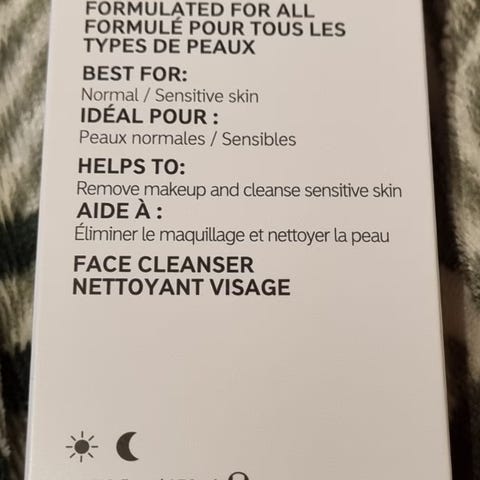 FORMULATED FOR ALL
FORMULÉ POUR TOUS LES
TYPES DE PEAUX
BEST FOR:
Normal / Sensitive skin
IDÉAL POUR :
Peaux normales / Sensibles
HELPS TO:
Remove makeup and cleanse sensitive skin
AIDE À :
Éliminer le maquillage et nettoyer la peau
FACE CLEANSER
NETTOYANT VISAGE